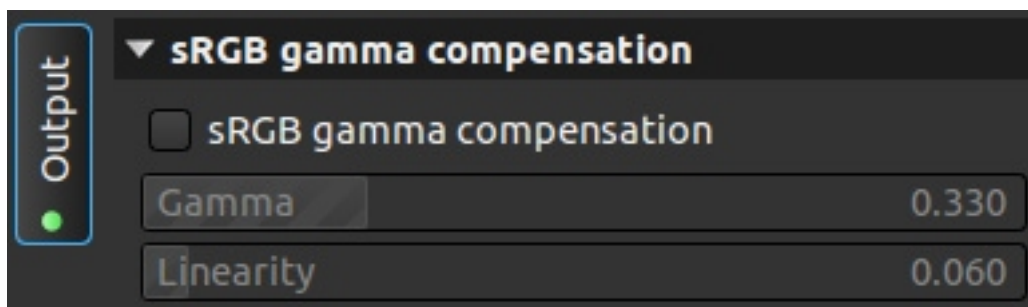 Output
sRGB gamma compensation
sRGB gamma compensation
Gamma 0.330
Linearity 0.060